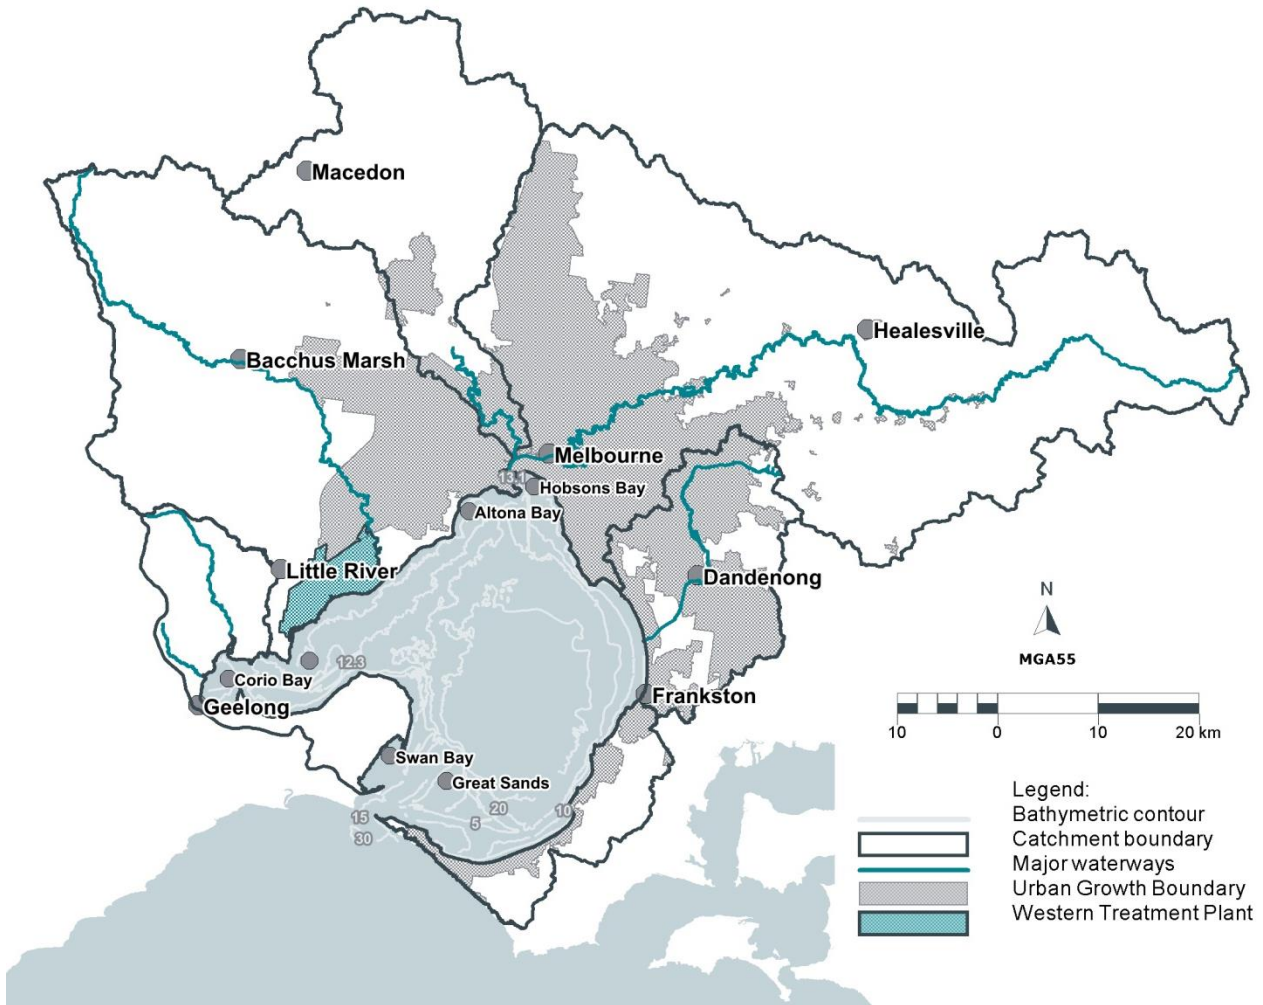 Macedon
Healesville
Bacchus Marsh
Melbourne
13.1
Hobsons Bay
Altona Bay
Little River
Dandenong
N
MGA55
12.3
Corio Bay
Geelong
Frankston
10 0 10 20 km
Swan Bay
Great Sands
15
20
10
5
30
Legend:
Bathymetric contour
Catchment boundary
Major waterways
Urban Growth Boundary
Western Treatment Plant